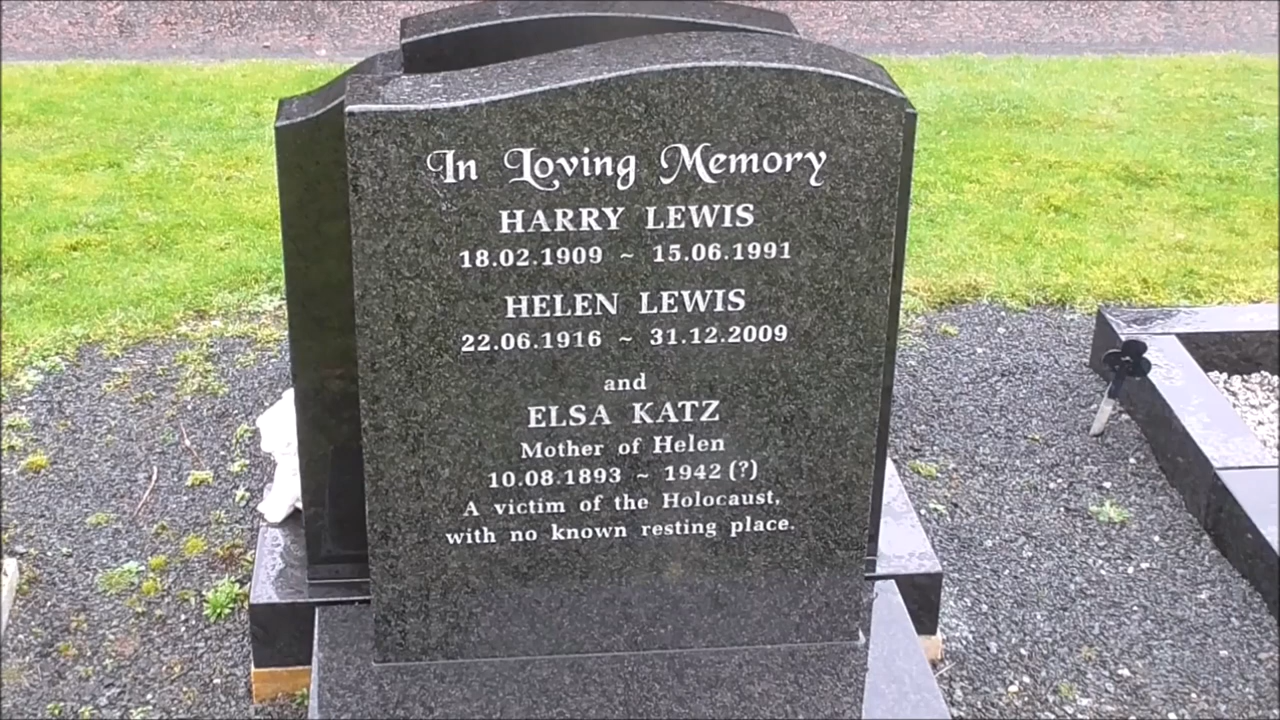 In Loving Memory
HARRY LEWIS
18.02.1909 ~ 15.06.1991
HELEN LEWIS
22.06.1916 ~ 31.12.2009
and
ELSA KATZ
Mother of Helen
10.08.1893 ~ 1942 (?)
A victim of the Holocaust,
with no known resting place.